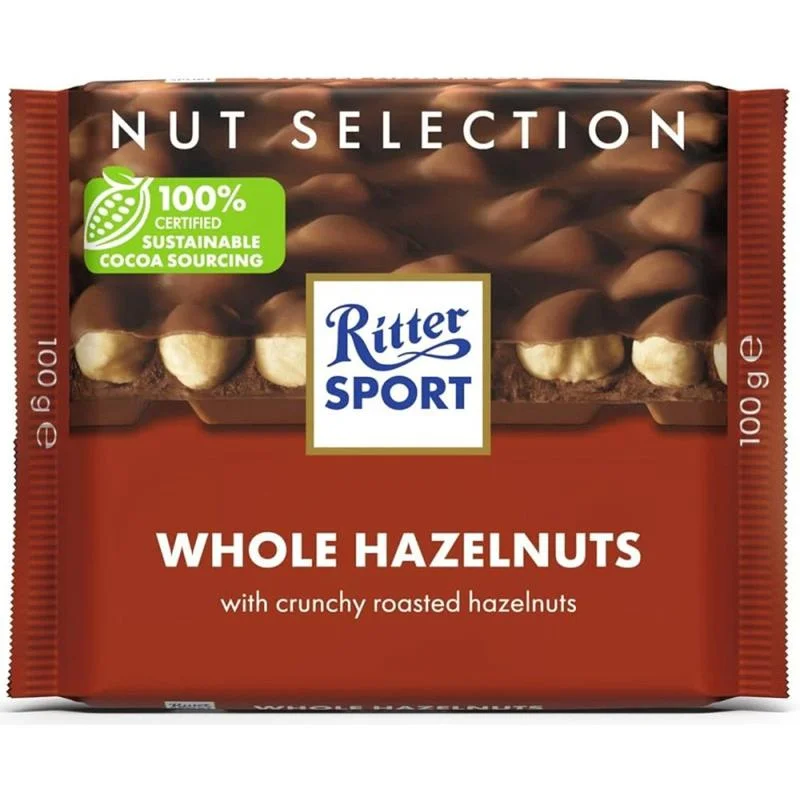 NUT SELECTION
100%
CERTIFIED
SUSTAINABLE
COCOA SOURCING
Ritter
SPORT
100 g ℮
100 g ℮
WHOLE HAZELNUTS
with crunchy roasted hazelnuts
Ritter
WHOLE HAZELNUTS